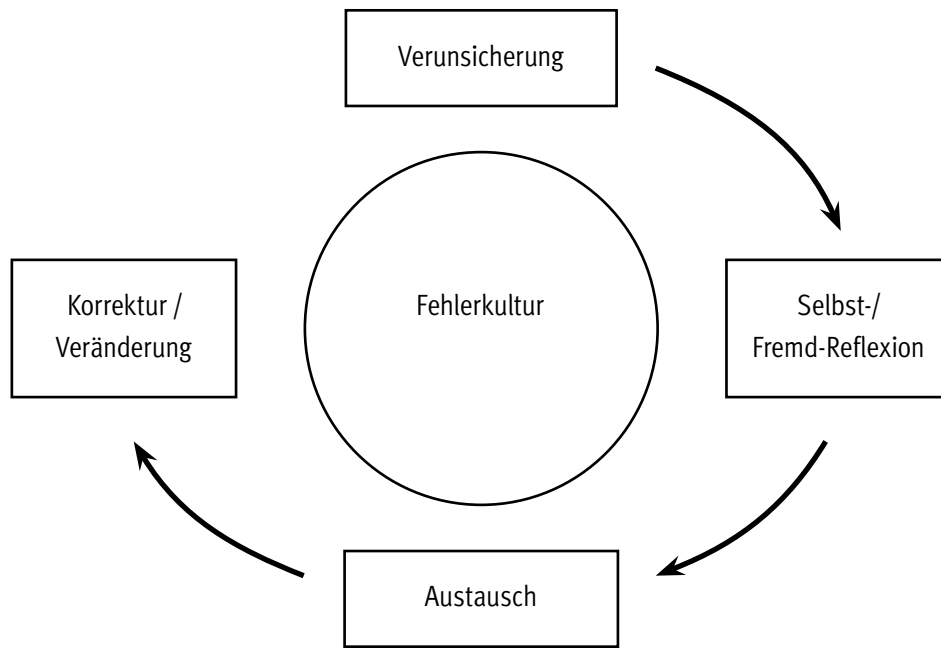 Verunsicherung
Selbst-/
Fremd-Reflexion
Austausch
Korrektur /
Veränderung
Fehlerkultur